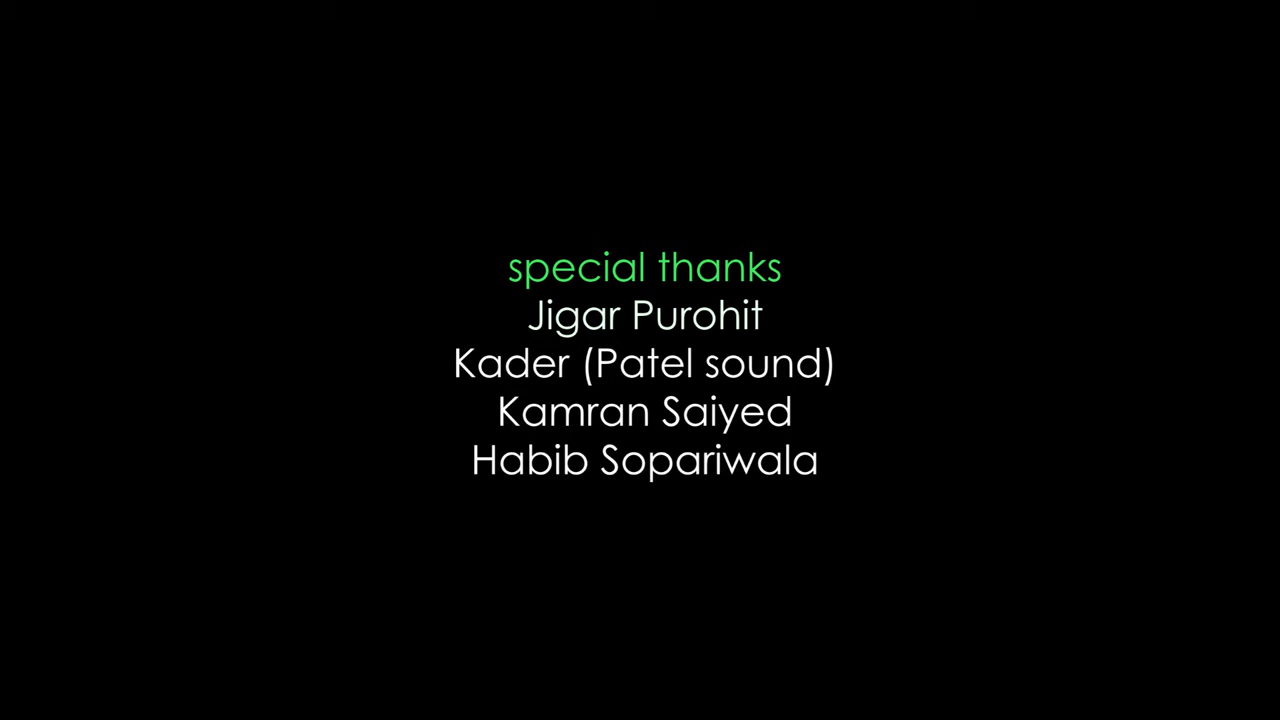 special thanks
Jigar Purohit
Kader (Patel sound)
Kamran Saiyed
Habib Sopariwala